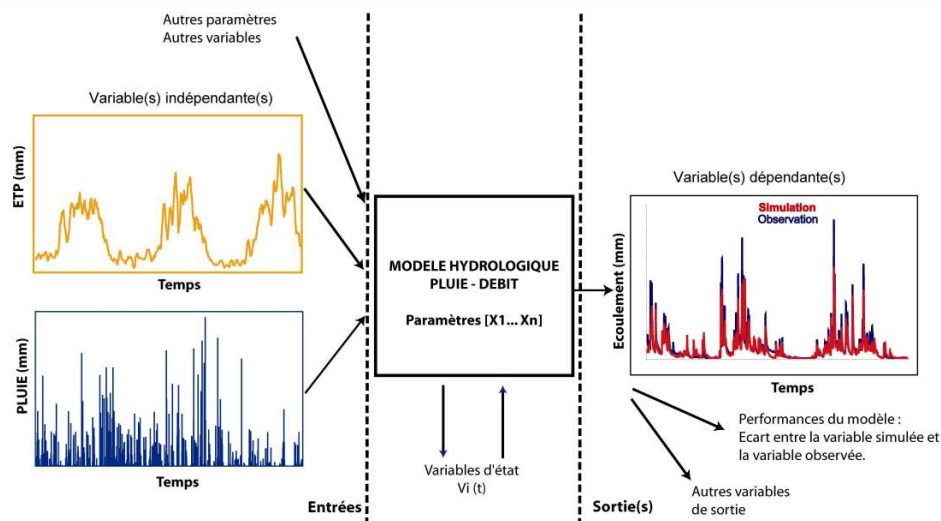 Autres paramètres
Autres variables
Variable(s) indépendante(s)
ETP (mm)
Temps
PLUIE (mm)
Temps
Entrées
MODELE HYDROLOGIQUE
PLUIE - DEBIT
Paramètres [X1... Xn]
Variables d'état
Vi (t)
Variable(s) dépendante(s)
Simulation
Observation
Ecoulement (mm)
Temps
Performances du modèle :
Ecart entre la variable simulée et
la variable observée.
Autres variables
de sortie
Sortie(s)